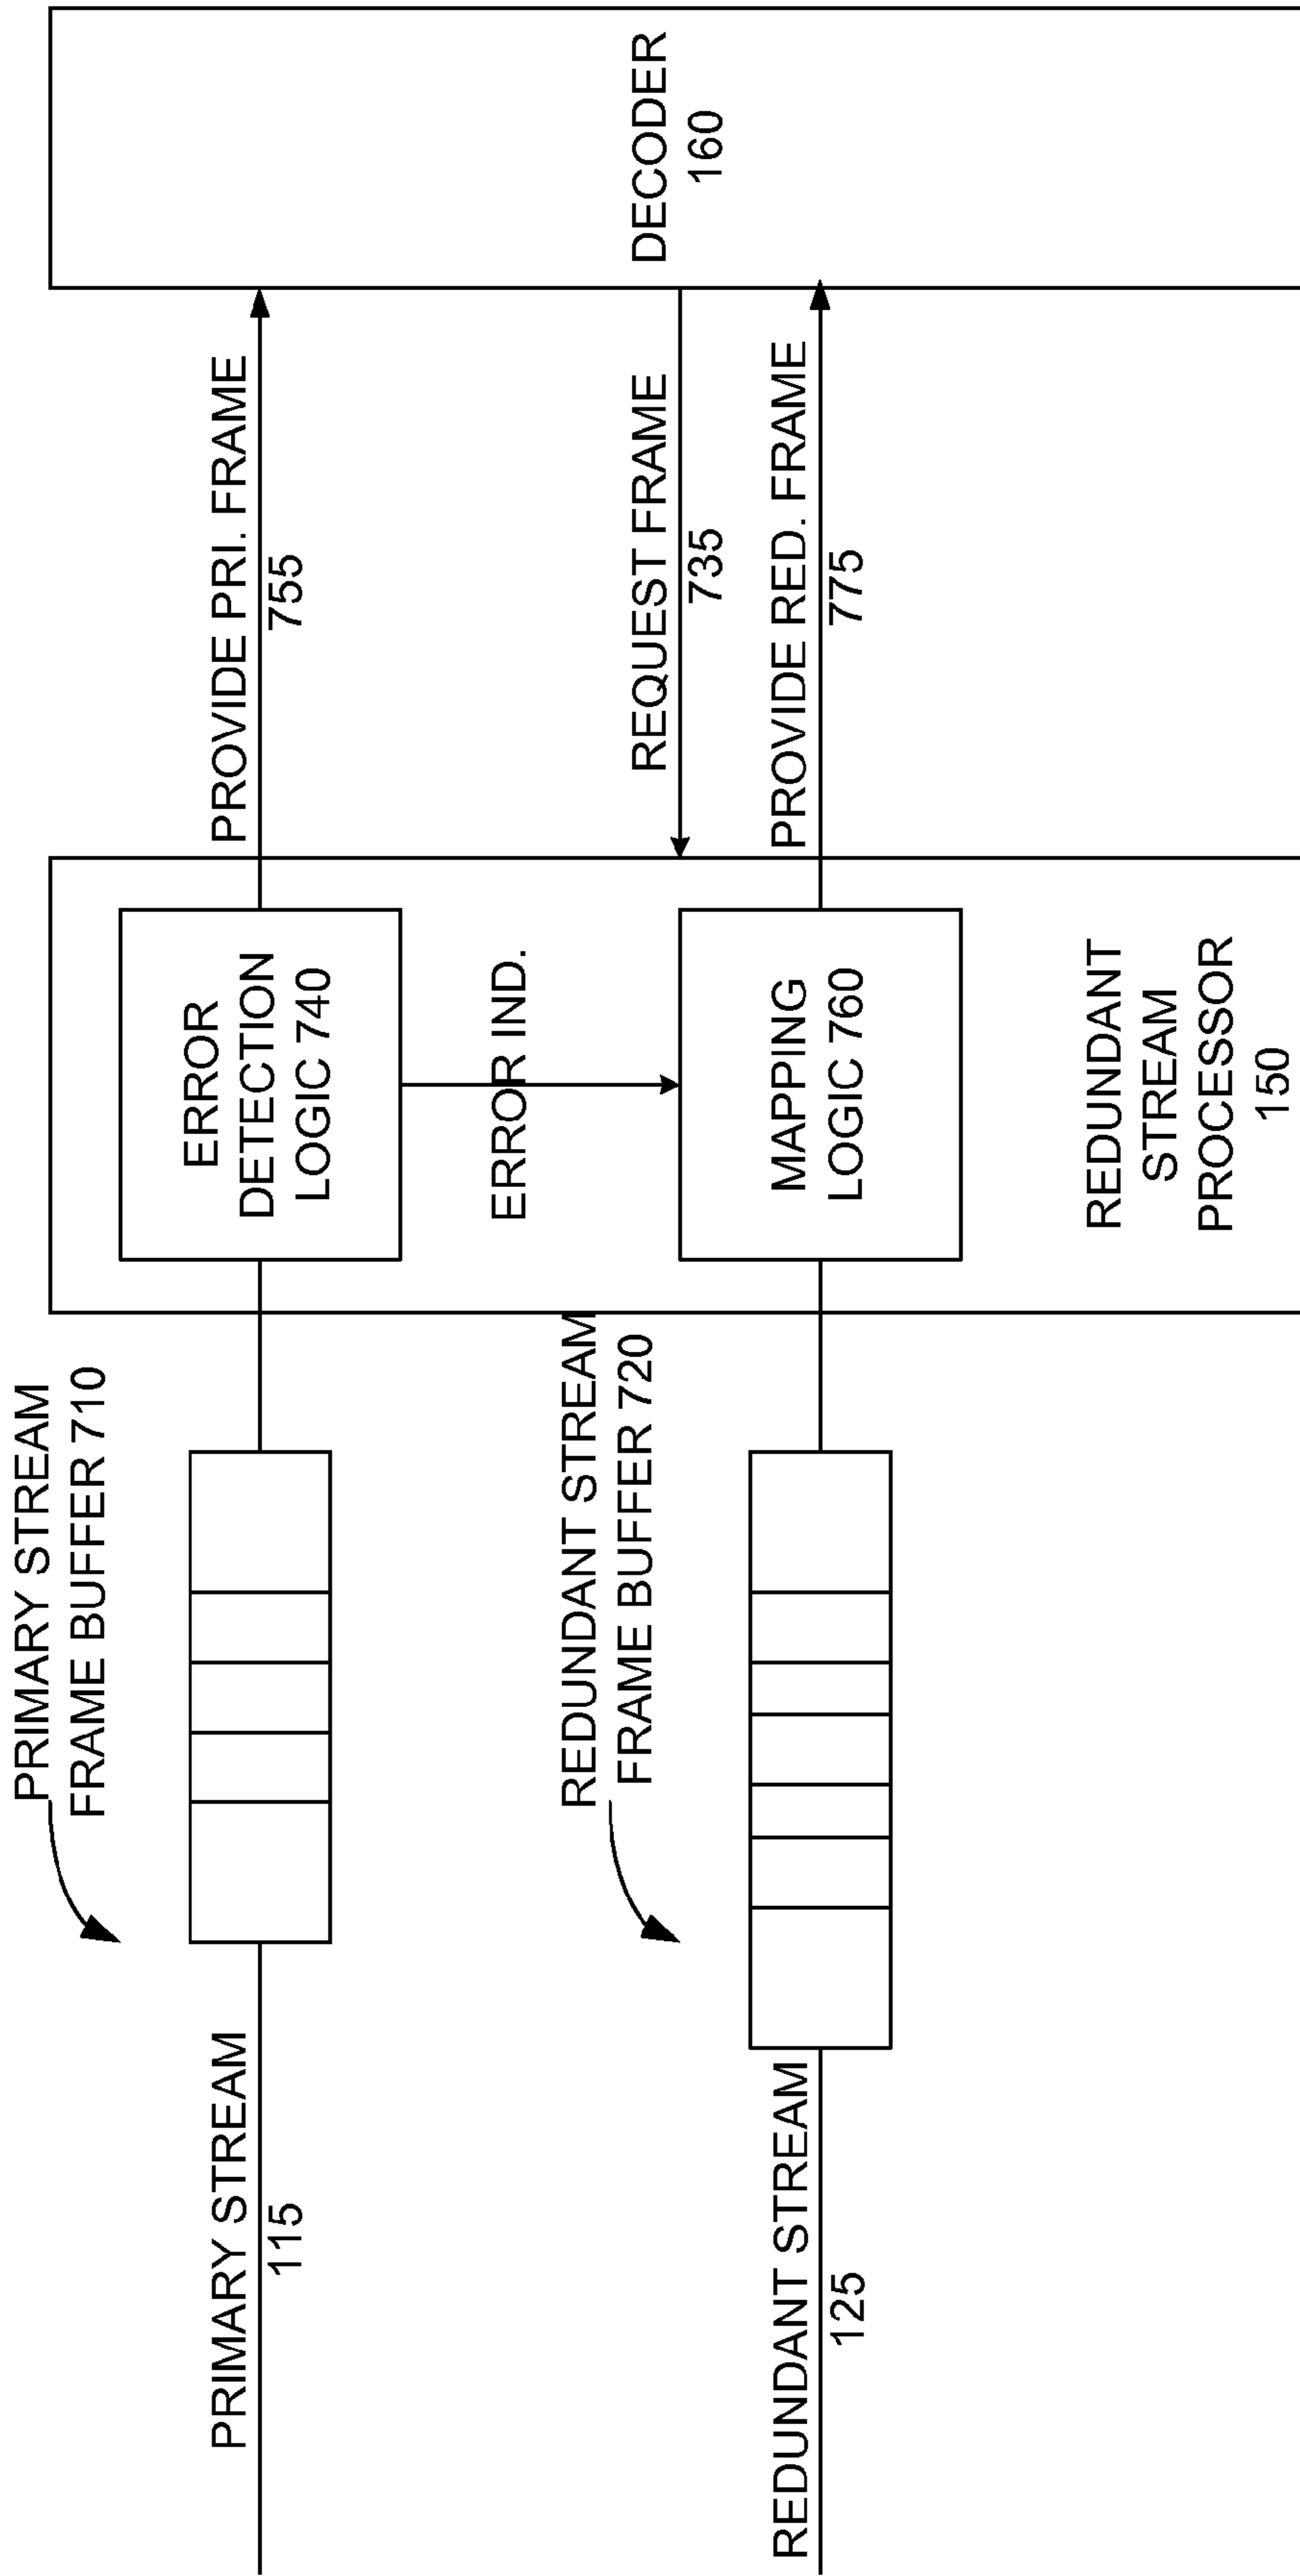 PRIMARY STREAM
FRAME BUFFER 710
PRIMARY STREAM
115
ERROR
DETECTION
LOGIC 740
PROVIDE PRI. FRAME
755
ERROR IND.
REDUNDANT STREAM
FRAME BUFFER 720
REQUEST FRAME
735
DECODER
160
REDUNDANT STREAM
125
MAPPING
LOGIC 760
PROVIDE RED. FRAME
775
REDUNDANT
STREAM
PROCESSOR
150